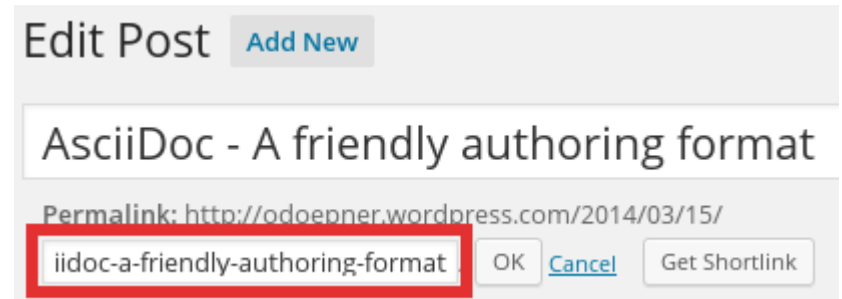 Edit Post Add New
AsciiDoc - A friendly authoring format
Permalink: http://odoepner.wordpress.com/2014/03/15/
iidoc-a-friendly-authoring-format OK Cancel Get Shortlink